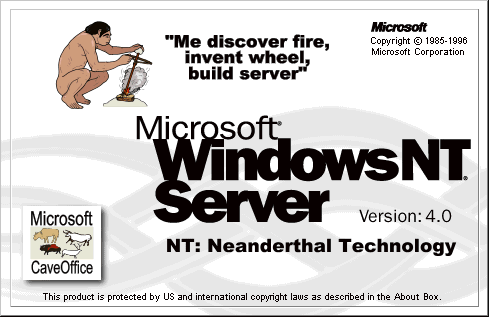 "Me discover fire,
invent wheel,
build server"
Microsoft
Copyright © 1985-1996
Microsoft Corporation
Microsoft®
Windows NT®
Server
Version: 4.0
NT: Neanderthal Technology
Microsoft
CaveOffice
This product is protected by US and international copyright laws as described in the About Box.